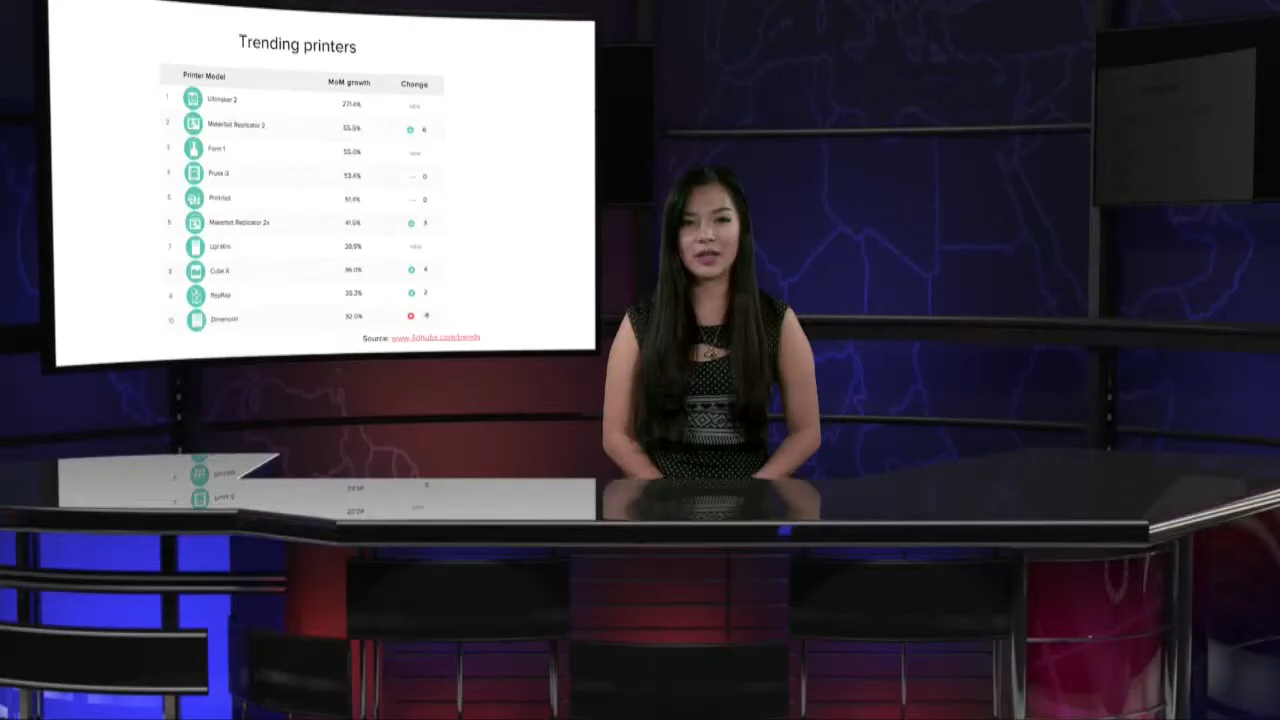 Trending printers
Printer Model MoM growth Change
1 Ultimaker 2 271.4% NEW
2 Makerbot Replicator 2 55.5% 6
3 Form 1 55.0% NEW
4 Prusa i3 53.4% — 0
5 Printrbot 51.4% — 0
6 Makerbot Replicator 2x 41.5% 3
7 Up! Mini 38.9% NEW
8 Cube X 36.0% 4
9 RepRap 35.3% 2
10 Dimension 32.0% -8
Source: www.3dhubs.com/trends